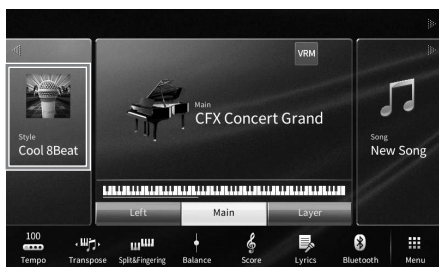 VRM
Main
CFX Concert Grand
Style
Cool 8Beat
Song
New Song
Left
Main
Layer
100
Tempo
Transpose
Split&Fingering
Balance
Score
Lyrics
Bluetooth
Menu